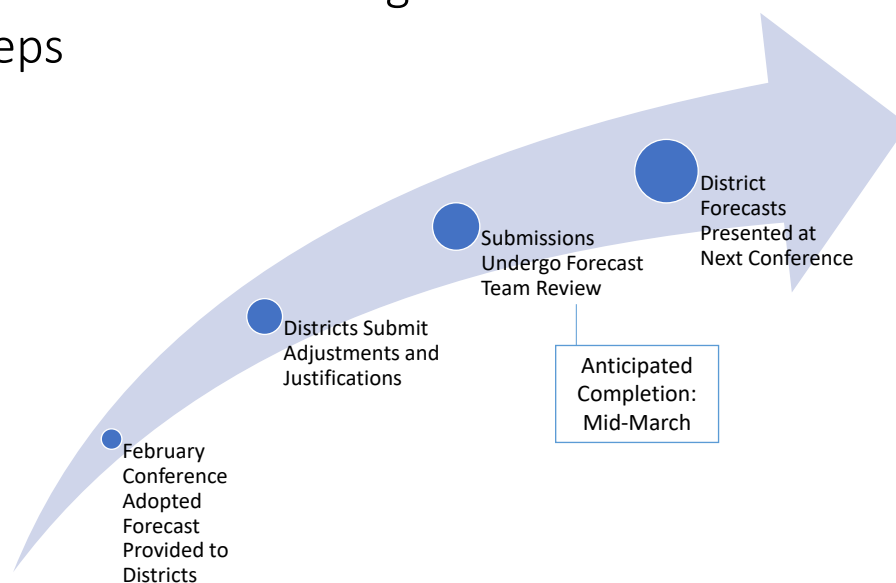 eps
February
Conference
Adopted
Forecast
Provided to
Districts
Districts Submit
Adjustments and
Justifications
Submissions
Undergo Forecast
Team Review
Anticipated
Completion:
Mid-March
District
Forecasts
Presented at
Next Conference